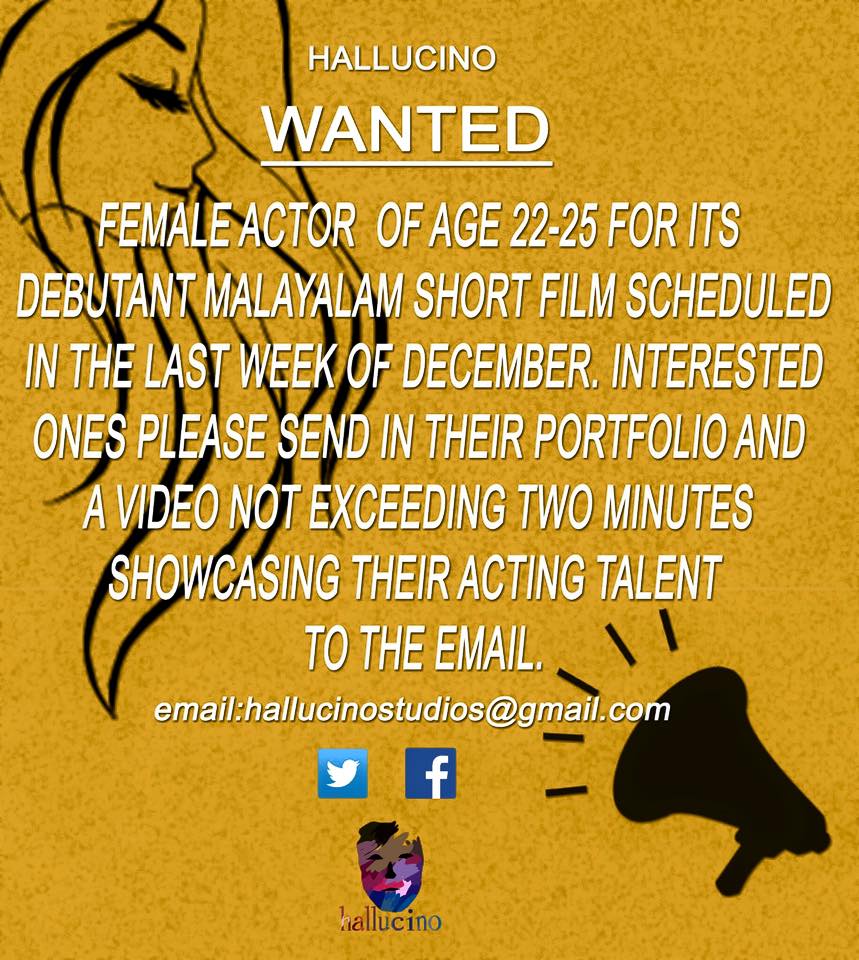 HALLUCINO
WANTED
FEMALE ACTOR OF AGE 22-25 FOR ITS
DEBUTANT MALAYALAM SHORT FILM SCHEDULED
IN THE LAST WEEK OF DECEMBER. INTERESTED
ONES PLEASE SEND IN THEIR PORTFOLIO AND
A VIDEO NOT EXCEEDING TWO MINUTES
SHOWCASING THEIR ACTING TALENT
TO THE EMAIL.
email:hallucinostudios@gmail.com
hallucino